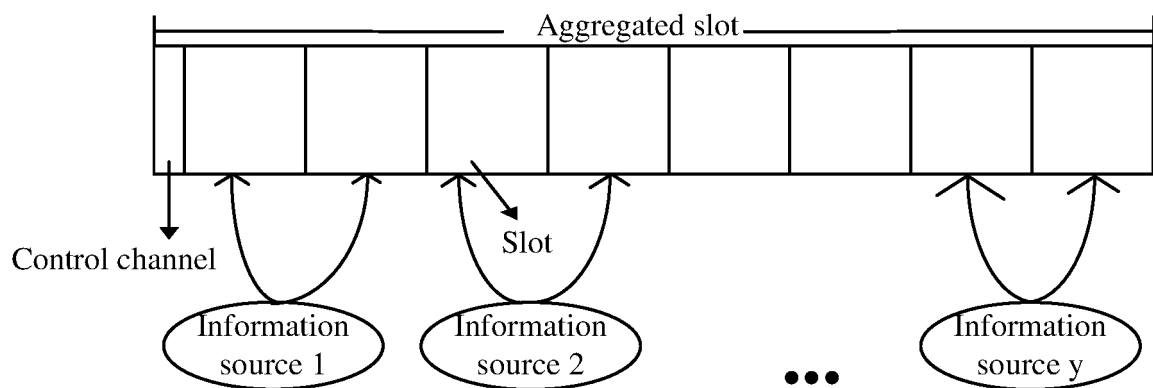 Aggregated slot
Control channel
Slot
Information
source 1
Information
source 2
•••
Information
source y